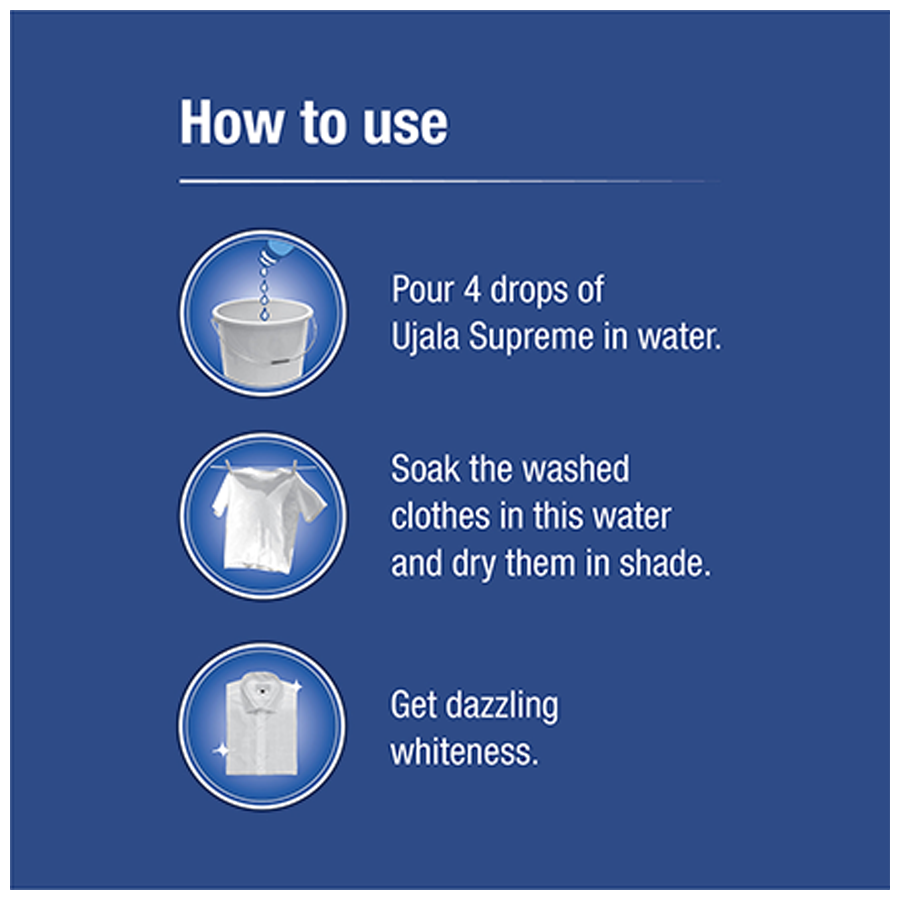 How to use
Pour 4 drops of
Ujala Supreme in water.
Soak the washed
clothes in this water
and dry them in shade.
Get dazzling
whiteness.